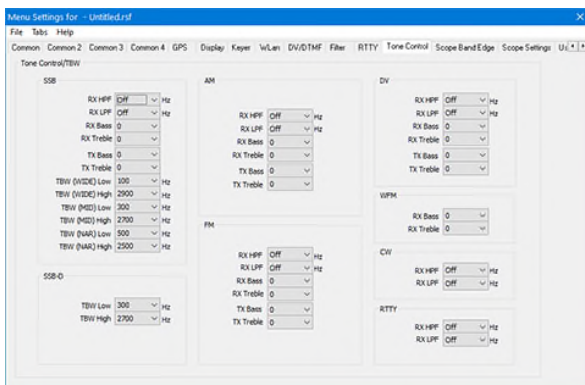 Menu Settings for - Untitled.rsf
File Tabs Help
Common Common 2 Common 3 Common 4 GPS Display Keyer WLan DV/DTMF Filter RTTY Tone Control Scope Band Edge Scope Settings
Tone Control/TBW
SSB
RX HPF Off Hz
RX LPF Off Hz
RX Bass 0
RX Treble 0
TX Bass 0
TX Treble 0
TBW (WIDE) Low 100 Hz
TBW (WIDE) High 2900 Hz
TBW (MID) Low 300 Hz
TBW (MID) High 2700 Hz
TBW (NAR) Low 500 Hz
TBW (NAR) High 2500 Hz
SSB-D
TBW Low 300 Hz
TBW High 2700 Hz
AM
RX HPF Off Hz
RX LPF Off Hz
RX Bass 0
RX Treble 0
TX Bass 0
TX Treble 0
FM
RX HPF Off Hz
RX LPF Off Hz
RX Bass 0
RX Treble 0
TX Bass 0
TX Treble 0
DV
RX HPF Off Hz
RX LPF Off Hz
RX Bass 0
RX Treble 0
TX Bass 0
TX Treble 0
WFM
RX Bass 0
RX Treble 0
CW
RX HPF Off Hz
RX LPF Off Hz
RTTY
RX HPF Off Hz
RX LPF Off Hz